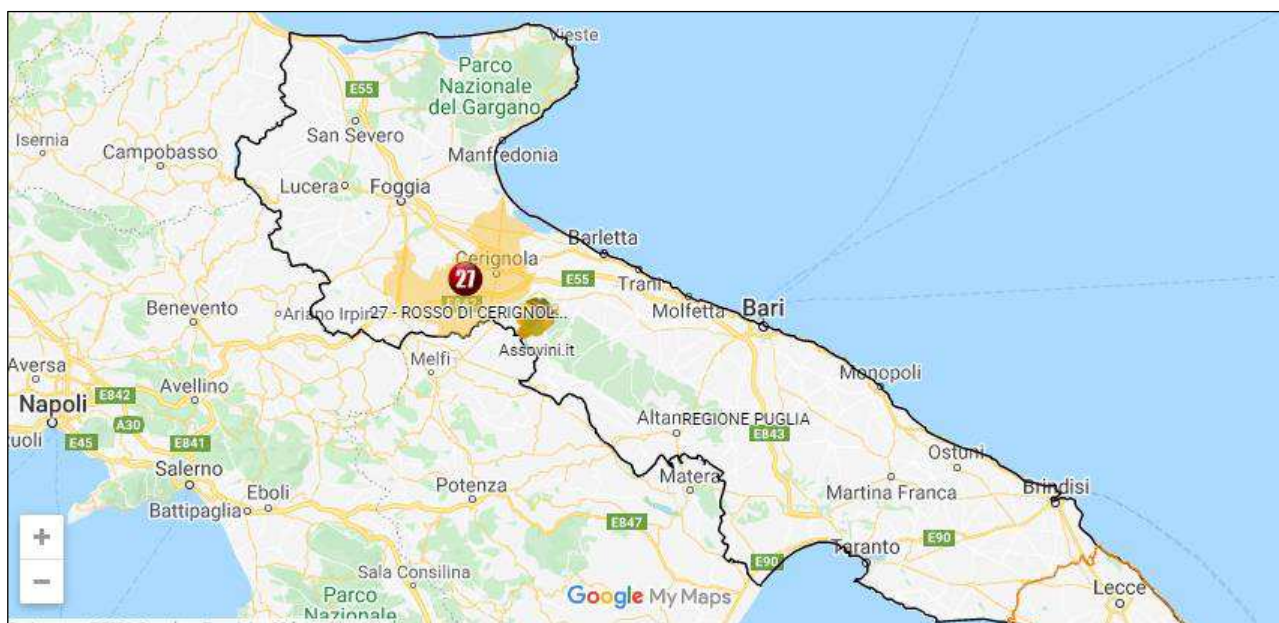 Vieste
Parco
Nazionale
del Gargano
E55
San Severo
Isernia
Campobasso
Manfredonia
Lucera
Foggia
Barletta
Cerignola
27
E55
Trani
Benevento
Ariano Irpin
27 - ROSSO DI CERIGNOL...
Molfetta
Bari
Assovini.it
Melfi
Aversa
Avellino
Monopoli
E842
Napoli
A30
Altam
REGIONE PUGLIA
E45
E841
E843
Salerno
Ostuni
Matera
Potenza
Martina Franca
Brindisi
Eboli
Battipaglia
E847
+
E90
Taranto
E90
−
Sala Consilina
Lecce
Parco
Nazionale
Google My Maps